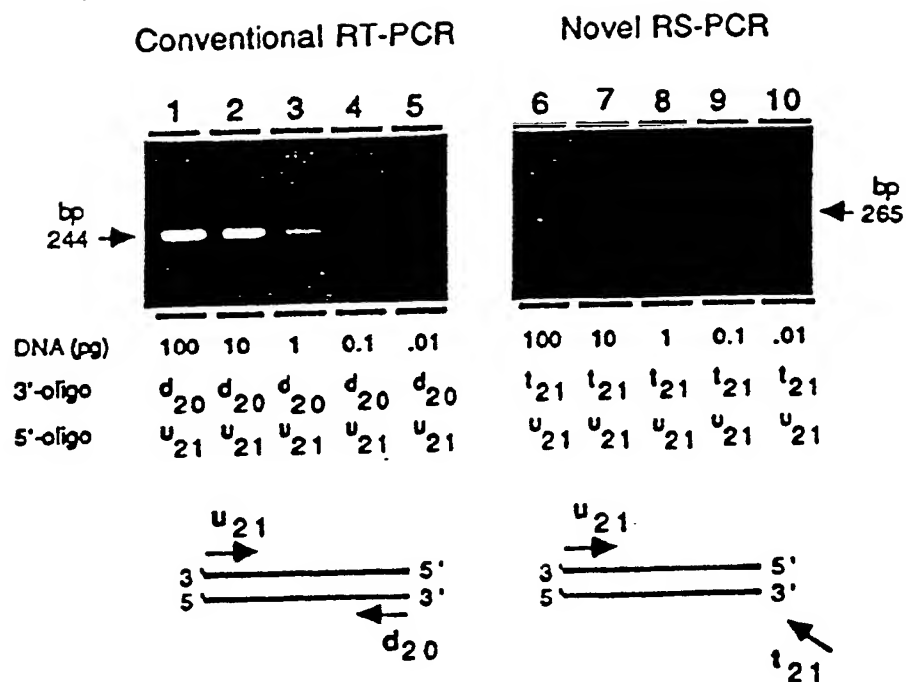 Conventional RT-PCR Novel RS-PCR
1 2 3 4 5 6 7 8 9 10
bp
244
bp
265
DNA (pg) 100 10 1 0.1 .01 100 10 1 0.1 .01
3'-oligo d20 d20 d20 d20 d20 t21 t21 t21 t21 t21
5'-oligo u21 u21 u21 u21 u21 u21 u21 u21 u21 u21
u21 u21
3' 5' 3' 5'
5' 3' 5' 3'
d20 t21